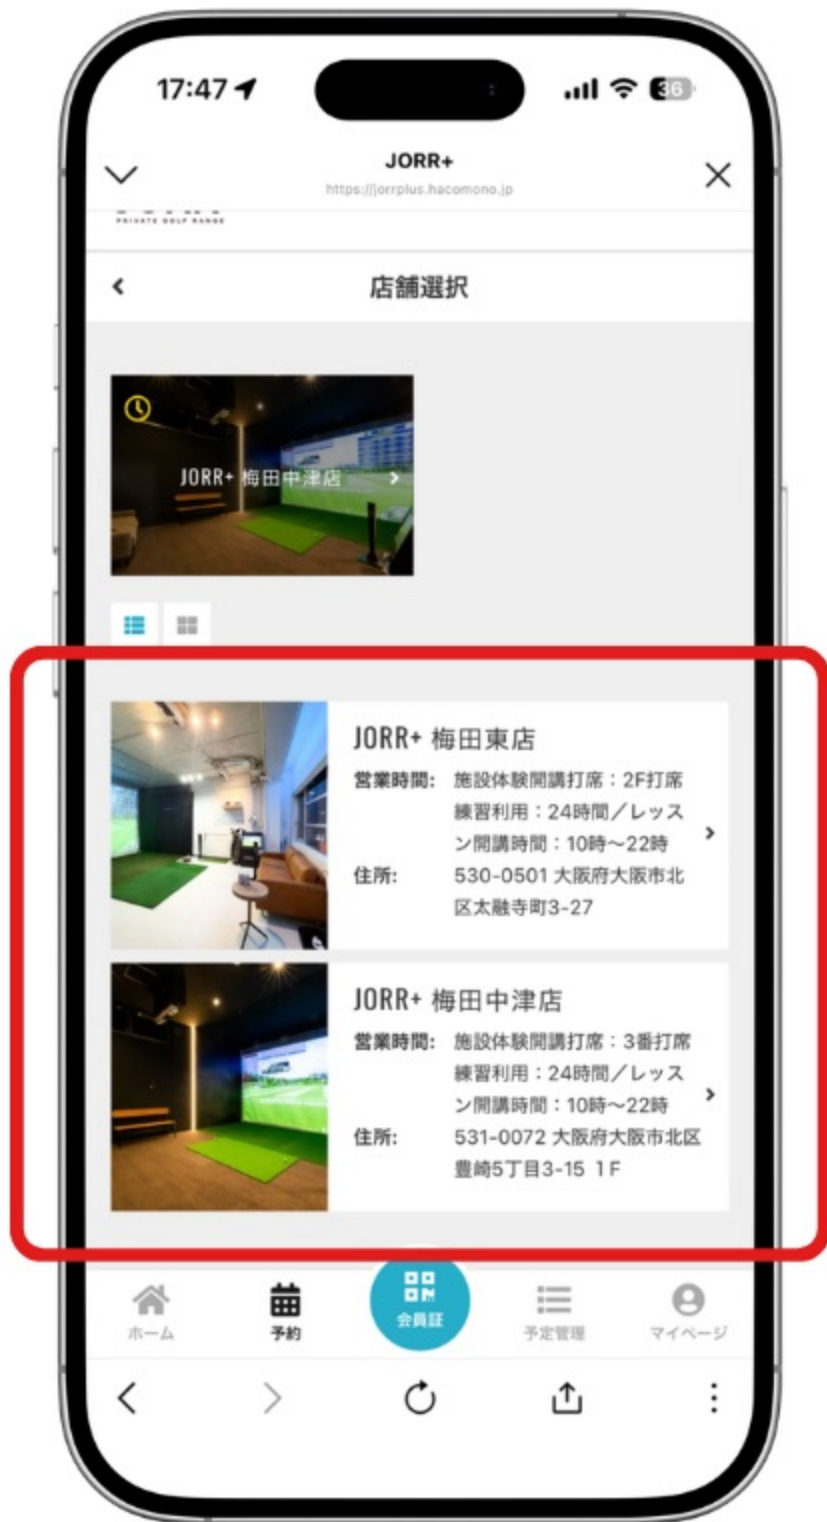 17:47
36
JORR+
https://jorrplus.hacomono.jp
PRIVATE GOLF RANGE
店舗選択
JORR+ 梅田中津店
JORR+ 梅田東店
営業時間: 施設体験開講打席：2F打席
練習利用：24時間／レッス
ン開講時間：10時〜22時
住所: 530-0501 大阪府大阪市北
区太融寺町3-27
JORR+ 梅田中津店
営業時間: 施設体験開講打席：3番打席
練習利用：24時間／レッス
ン開講時間：10時〜22時
住所: 531-0072 大阪府大阪市北区
豊崎5丁目3-15 1F
ホーム
予約
会員証
予定管理
マイページ